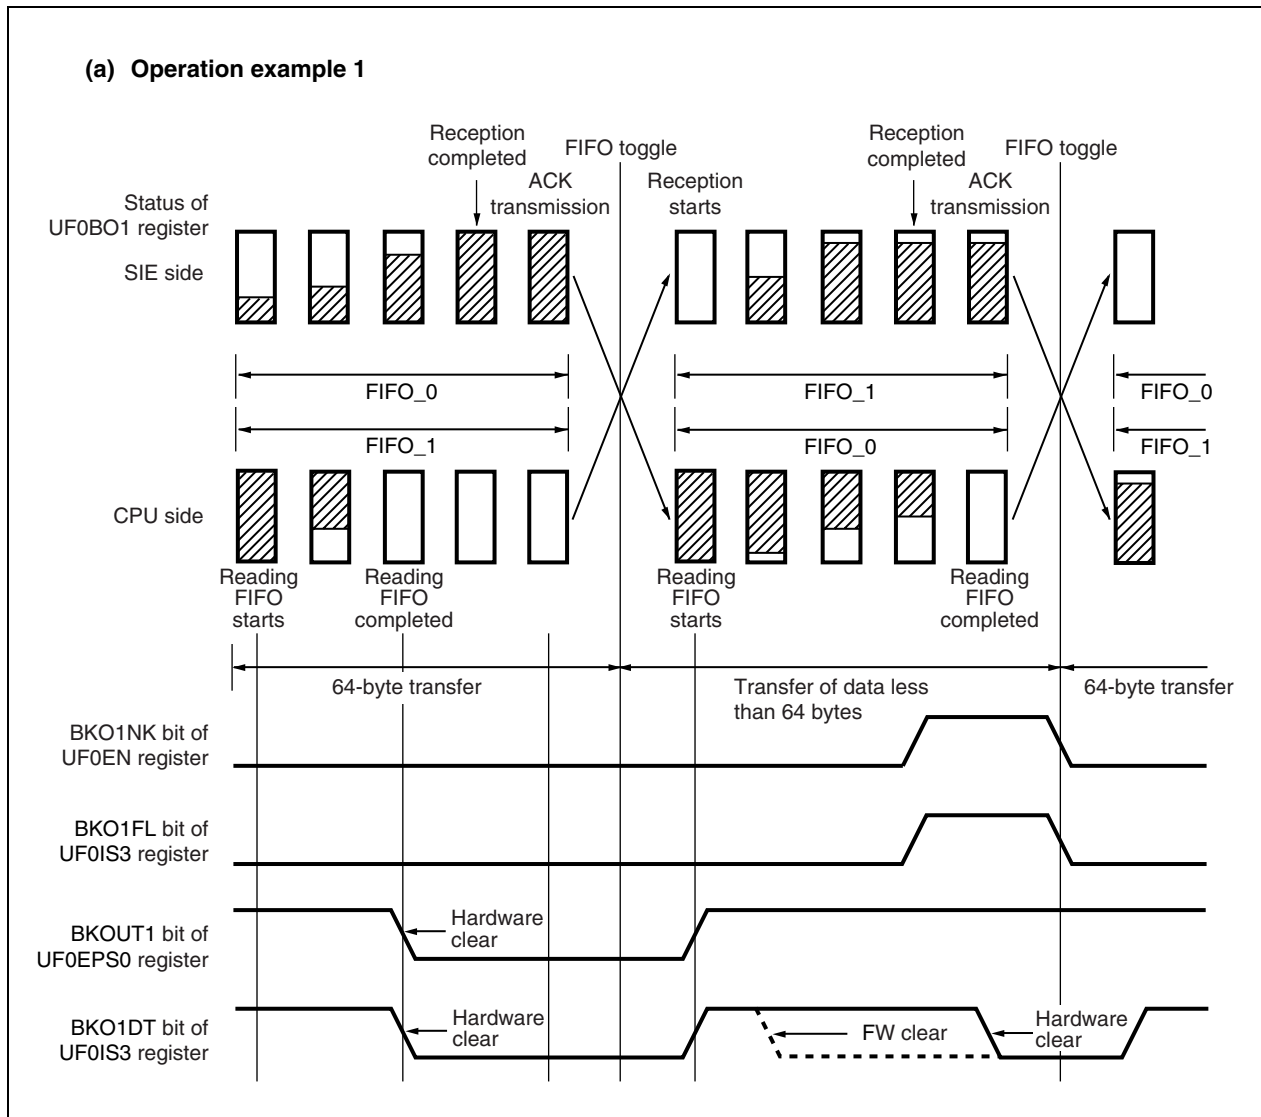 (a) Operation example 1
Reception
completed
FIFO toggle
Reception
completed
FIFO toggle
Status of
UF0BO1 register
ACK
transmission
Reception
starts
ACK
transmission
SIE side
FIFO_0
FIFO_1
FIFO_0
FIFO_1
FIFO_0
FIFO_1
CPU side
Reading
FIFO
starts
Reading
FIFO
completed
Reading
FIFO
starts
Reading
FIFO
completed
64-byte transfer
Transfer of data less
than 64 bytes
64-byte transfer
BKO1NK bit of
UF0EN register
BKO1FL bit of
UF0IS3 register
BKOUT1 bit of
UF0EPS0 register
Hardware
clear
BKO1DT bit of
UF0IS3 register
Hardware
clear
FW clear
Hardware
clear